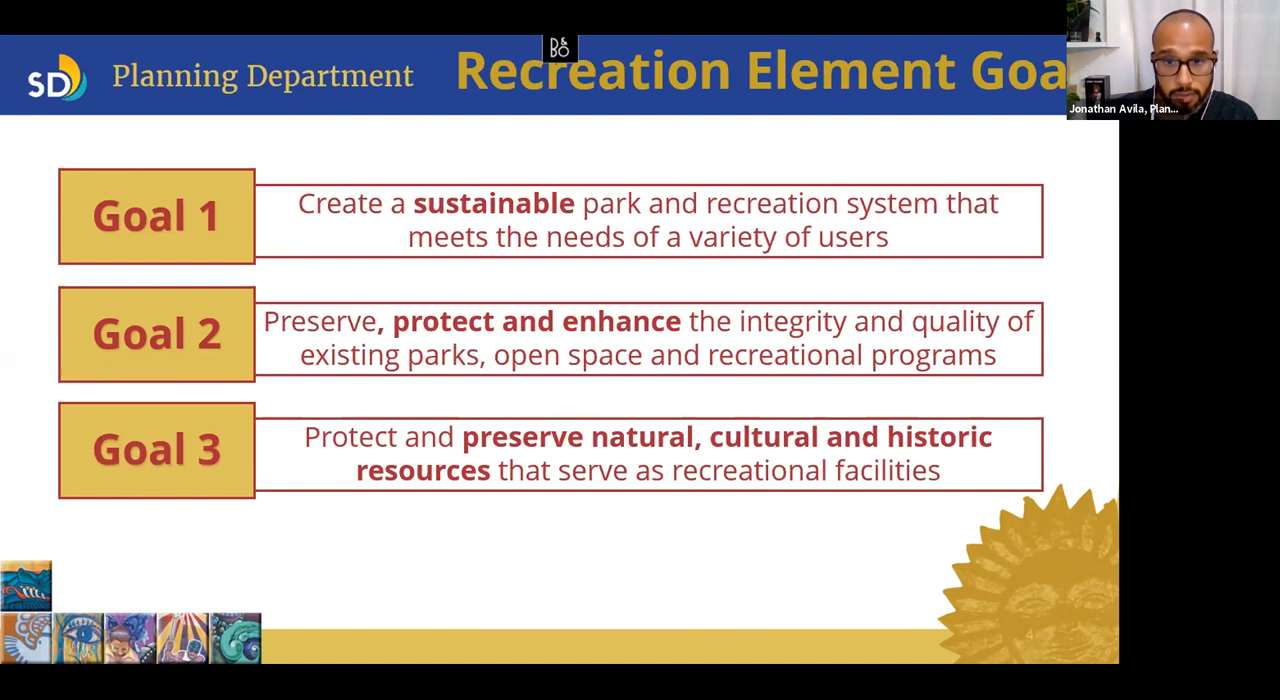 SD Planning Department
Recreation Element Goa
Jonathan Avila, Plan...
Goal 1
Create a sustainable park and recreation system that
meets the needs of a variety of users
Goal 2
Preserve, protect and enhance the integrity and quality of
existing parks, open space and recreational programs
Goal 3
Protect and preserve natural, cultural and historic
resources that serve as recreational facilities
4